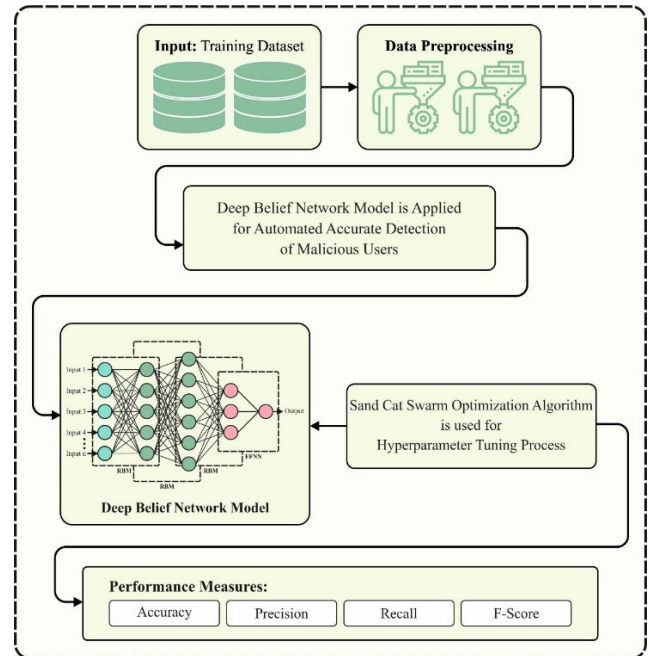 Input: Training Dataset
Data Preprocessing
Deep Belief Network Model is Applied
for Automated Accurate Detection
of Malicious Users
Input 1
Input 2
Input 3
Input 4
Input n
Output
RBM
RBM
RBM
FFNN
Deep Belief Network Model
Sand Cat Swarm Optimization Algorithm
is used for
Hyperparameter Tuning Process
Performance Measures:
Accuracy
Precision
Recall
F-Score